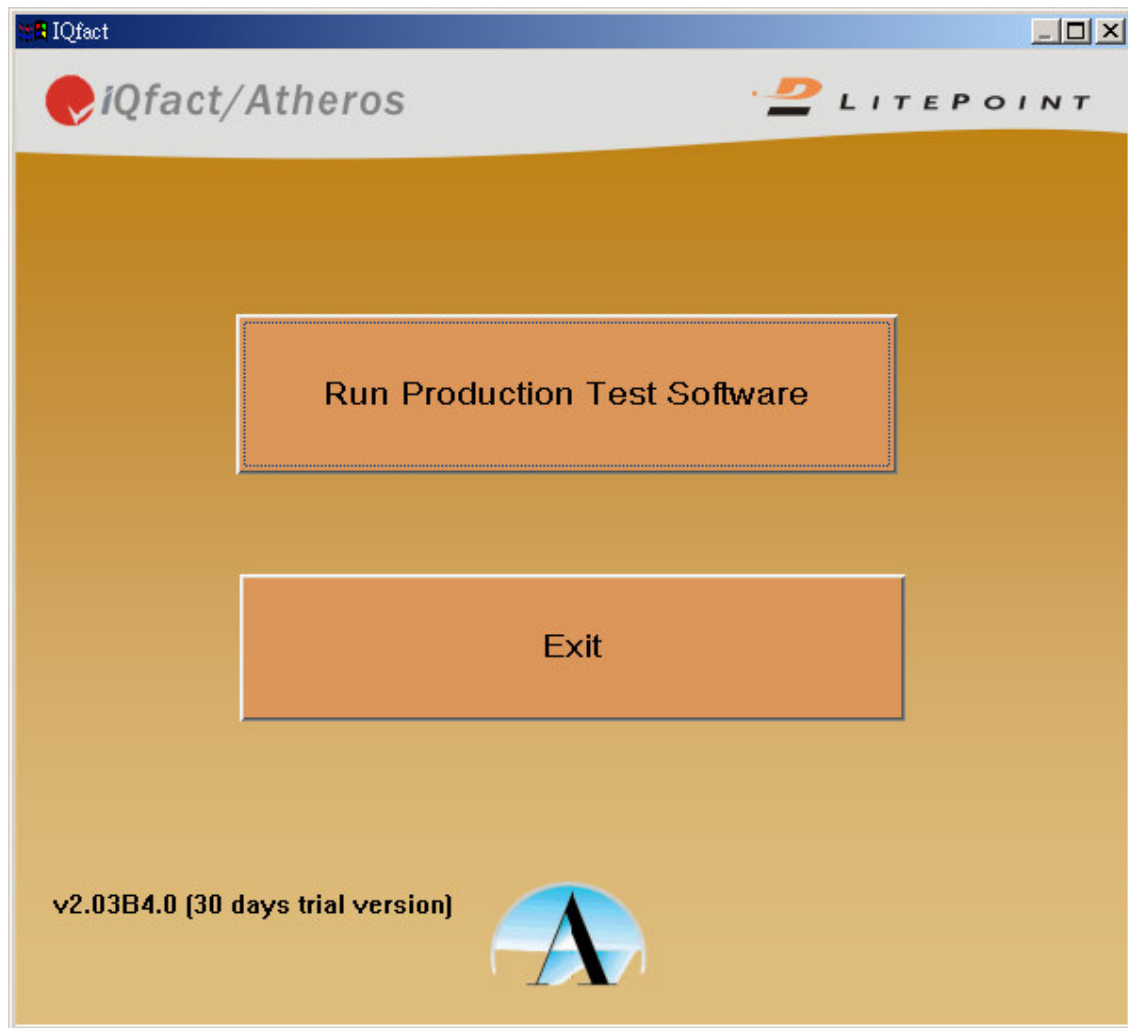 IQfact
iQfact/Atheros
LITEPOINT
Run Production Test Software
Exit
v2.03B4.0 (30 days trial version)